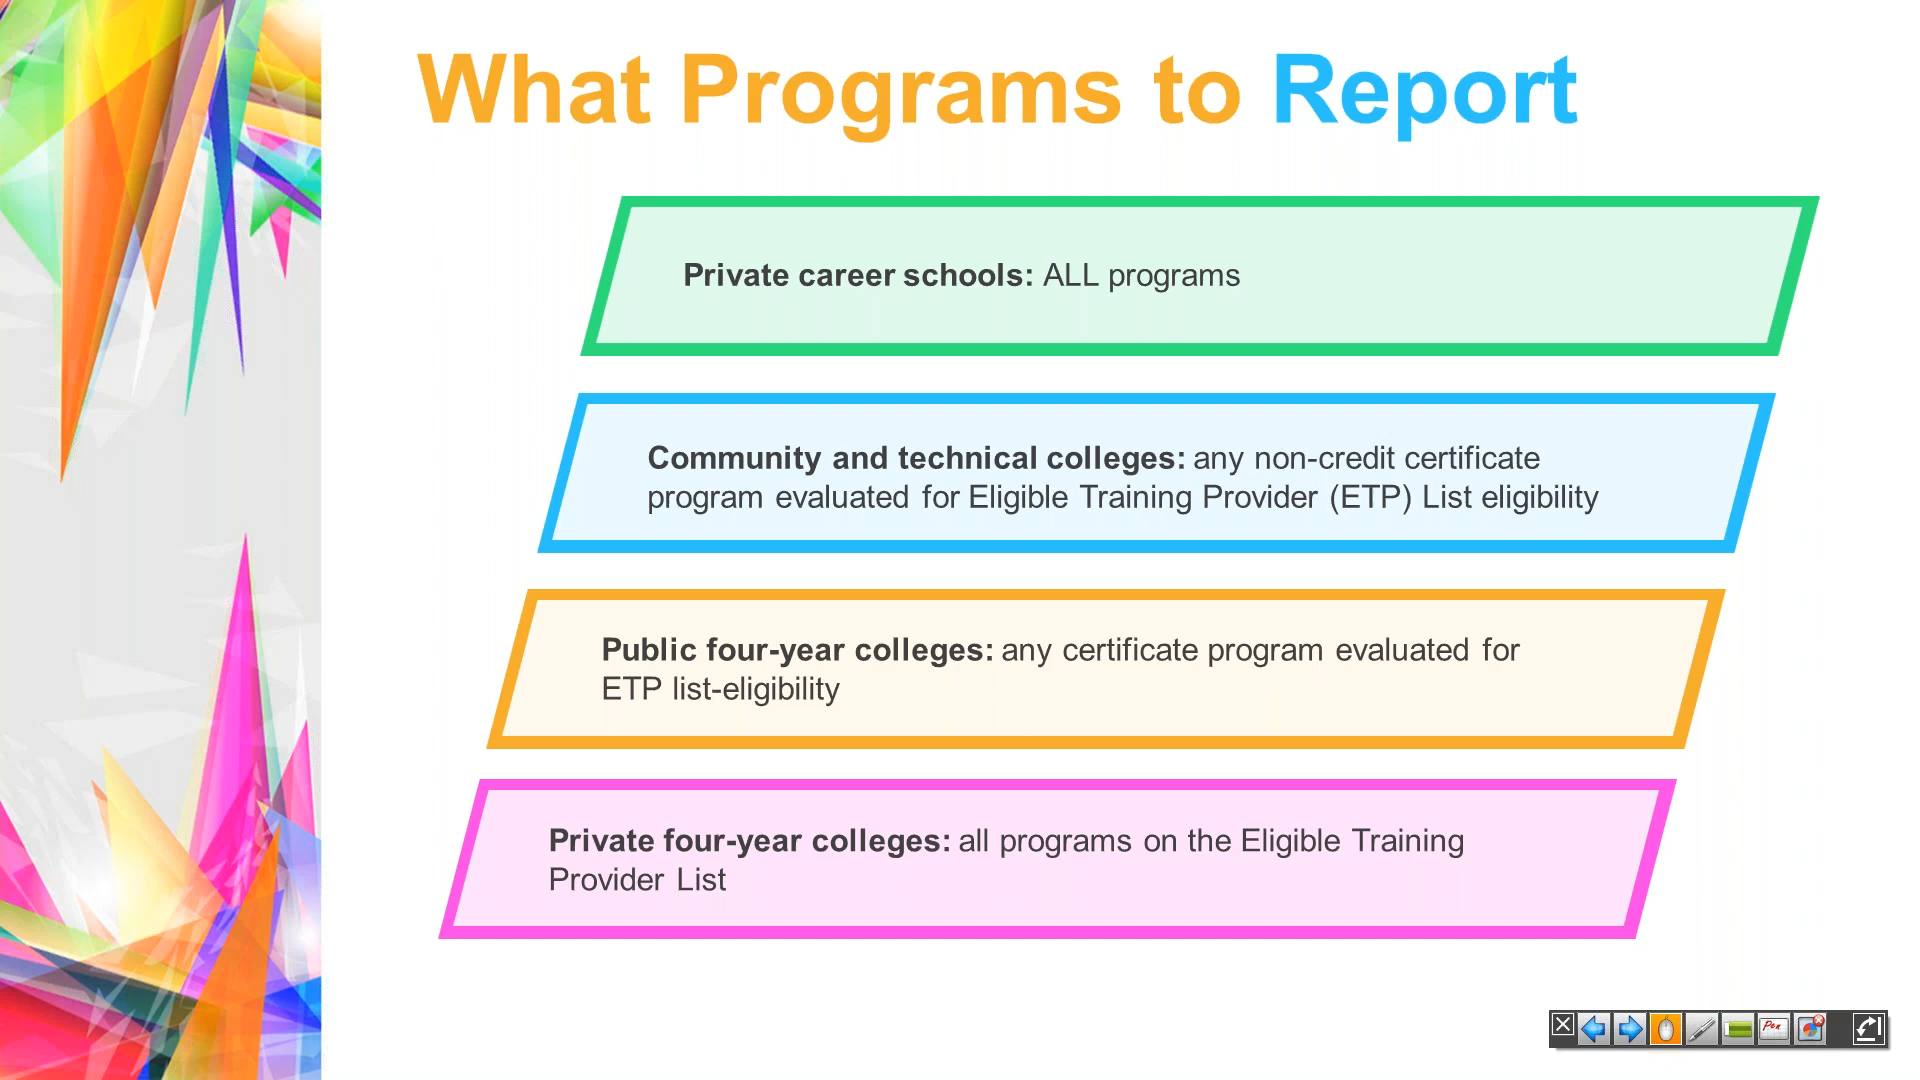 What Programs to Report
Private career schools: ALL programs
Community and technical colleges: any non-credit certificate
program evaluated for Eligible Training Provider (ETP) List eligibility
Public four-year colleges: any certificate program evaluated for
ETP list-eligibility
Private four-year colleges: all programs on the Eligible Training
Provider List
Pen